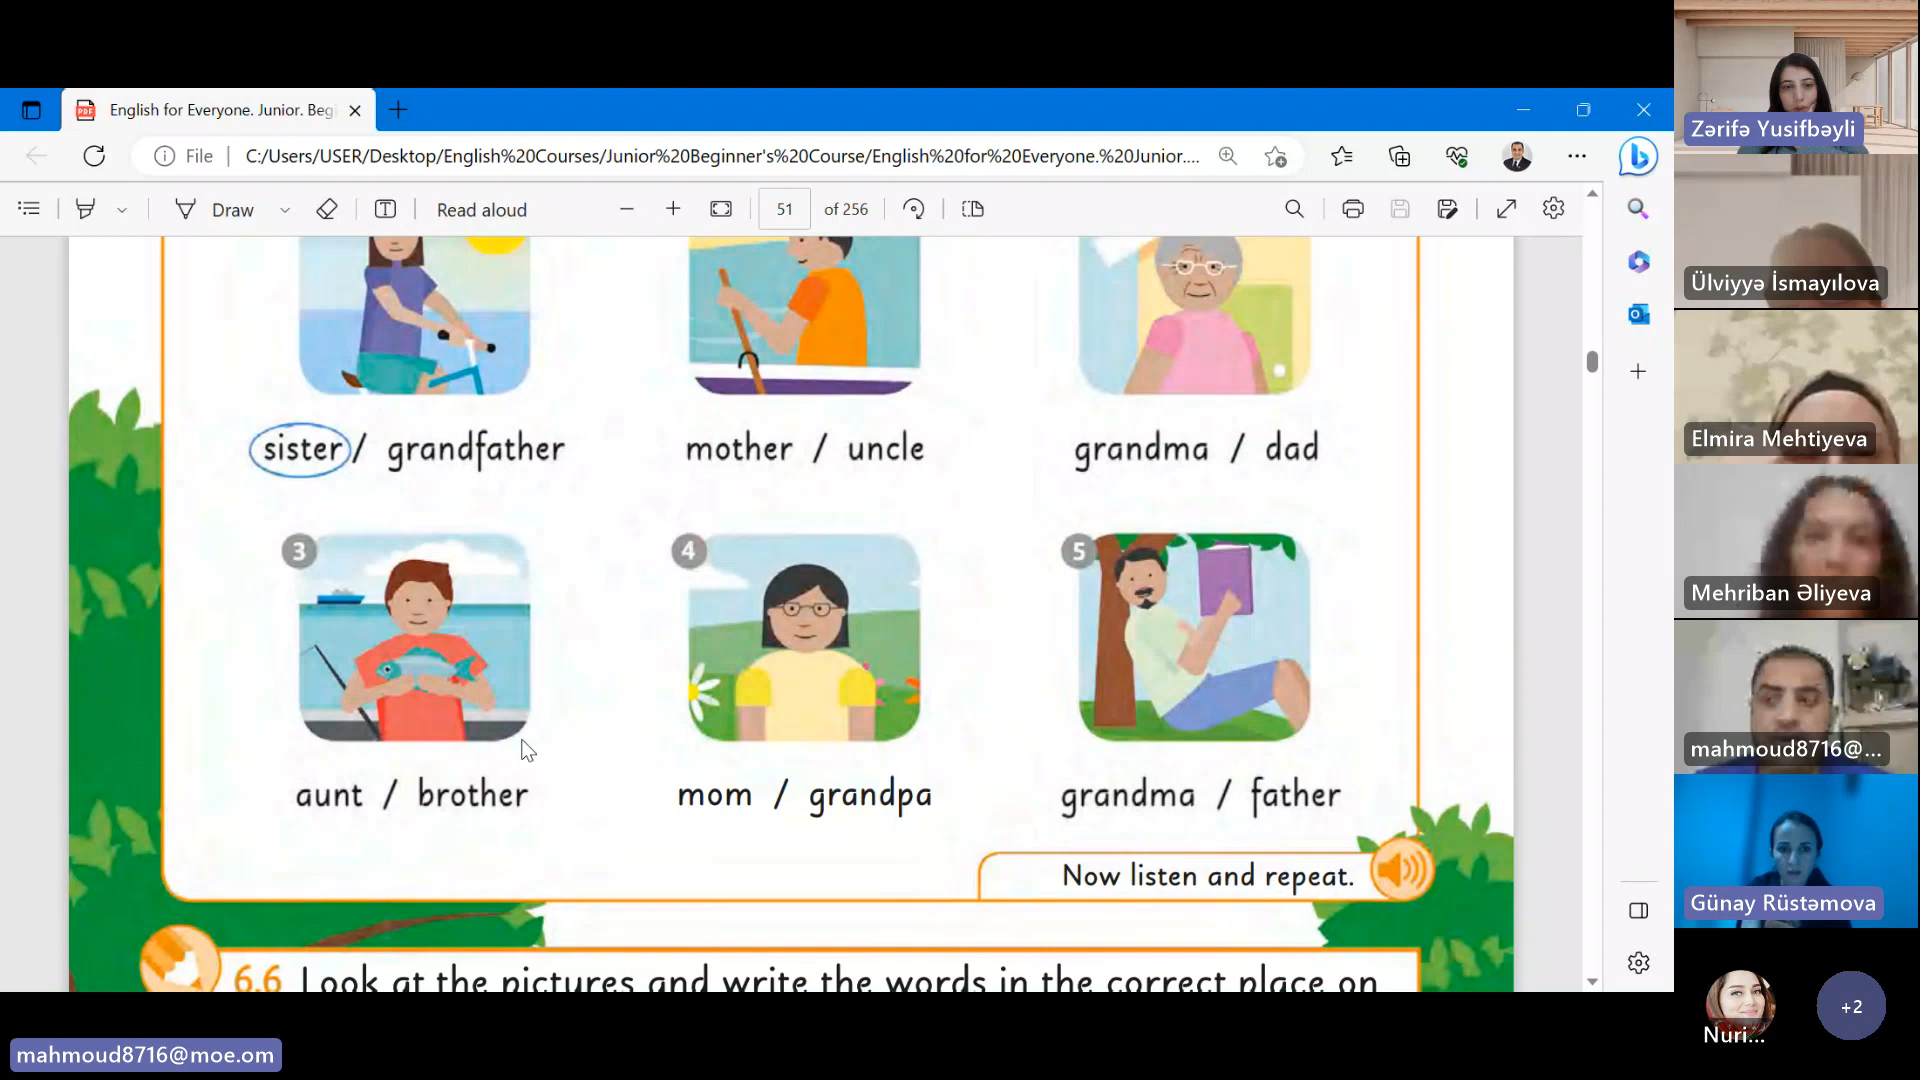 English for Everyone. Junior. Beg
File
C:/Users/USER/Desktop/English%20Courses/Junior%20Beginner's%20Course/English%20for%20Everyone.%20Junior....
Draw
Read aloud
51
of 256
sister / grandfather
mother / uncle
grandma / dad
3
4
5
aunt / brother
mom / grandpa
grandma / father
Now listen and repeat.
6.6 Look at the pictures and write the words in the correct place on
Zərifə Yusifbəyli
Ülviyyə İsmayılova
Elmira Mehtiyeva
Mehriban Əliyeva
mahmoud8716@...
Günay Rüstəmova
Nuri...
+2
mahmoud8716@moe.om